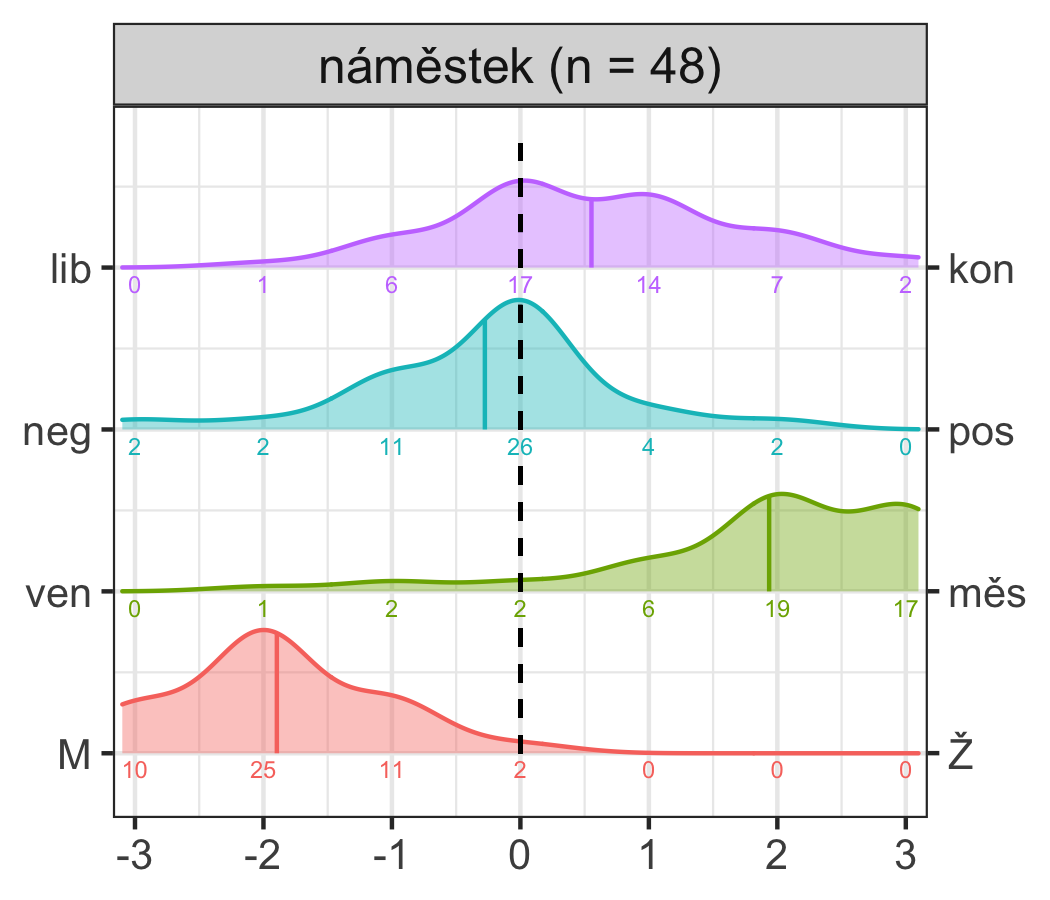 náměstek (n = 48)
lib kon
0 1 6 17 14 7 2
neg pos
2 2 11 26 4 2 0
ven měs
0 1 2 2 6 19 17
M Ž
10 25 11 2 0 0 0
-3 -2 -1 0 1 2 3